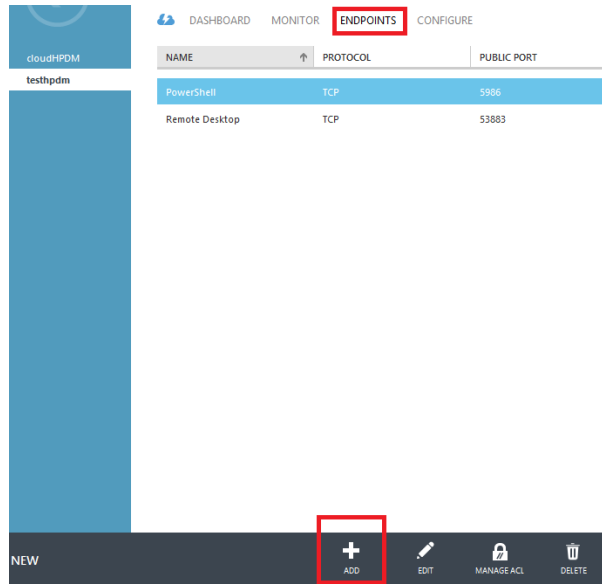 DASHBOARD MONITOR ENDPOINTS CONFIGURE
cloudHPDM
testhpdm
NAME PROTOCOL PUBLIC PORT
PowerShell TCP 5986
Remote Desktop TCP 53883
NEW
ADD EDIT MANAGE ACL DELETE